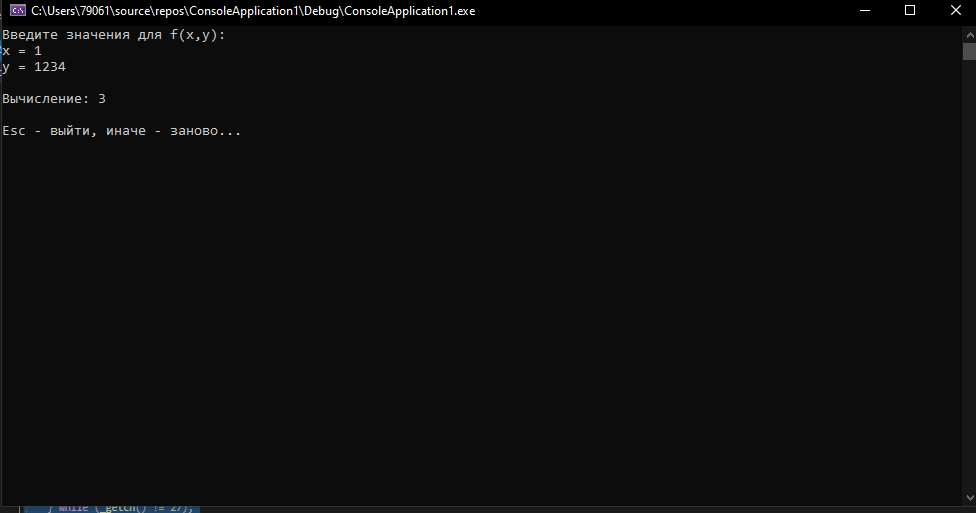 C:\Users\79061\source\repos\ConsoleApplication1\Debug\ConsoleApplication1.exe
Введите значения для f(x,y):
x = 1
y = 1234
Вычисление: 3
Esc - выйти, иначе - заново...
} while (_getch() != 27);